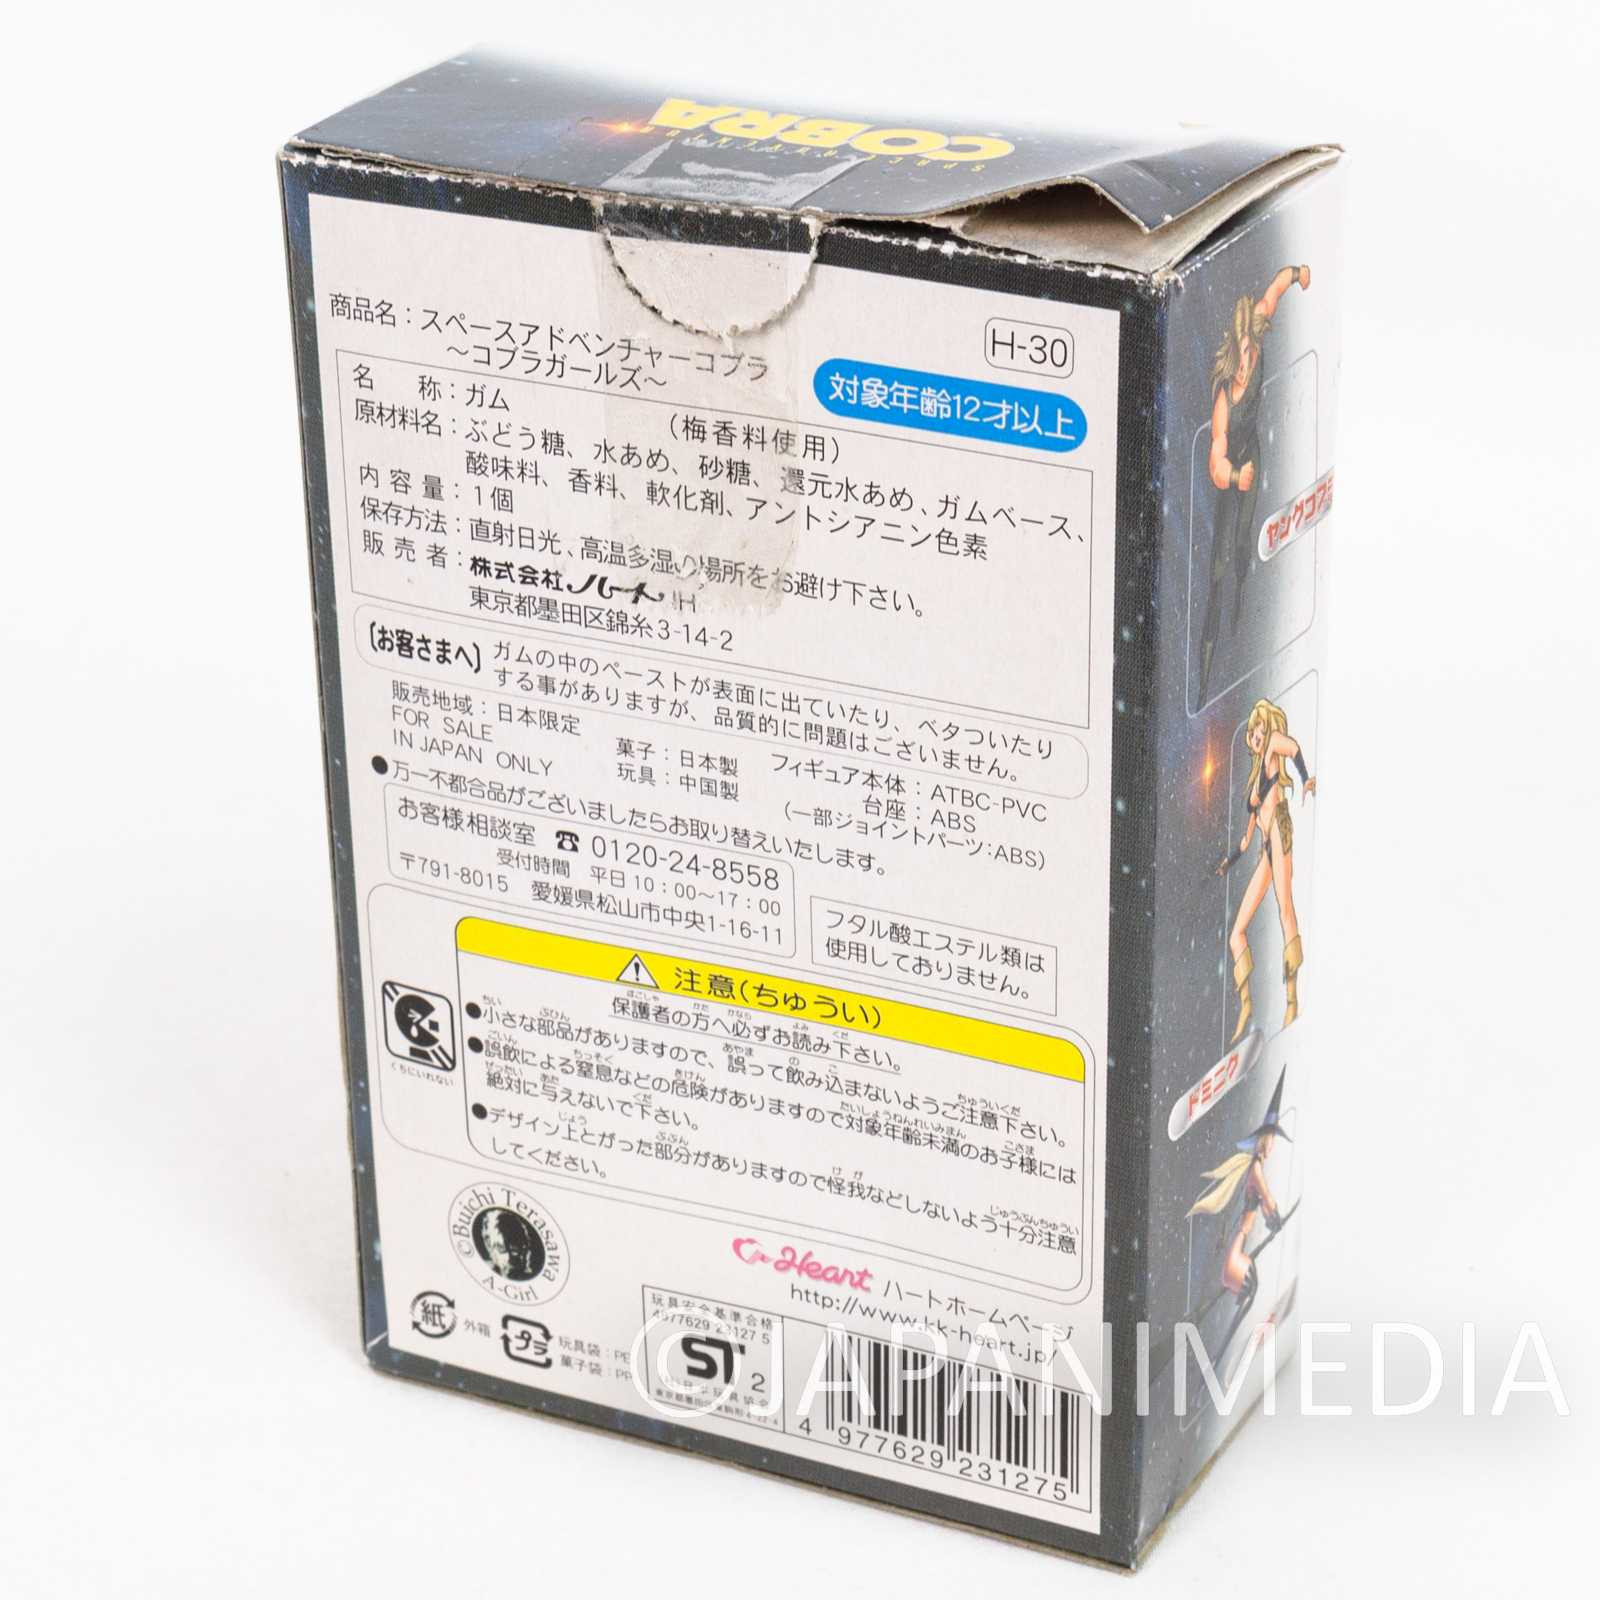 COBRA
商品名：スペースアドベンチャーコブラ
～コブラガールズ～
H-30
対象年齢12才以上
名　称：ガム
（梅香料使用）
原材料名：ぶどう糖、水あめ、砂糖、還元水あめ、ガムベース、
酸味料、香料、軟化剤、アントシアニン色素
内容量：1個
保存方法：直射日光、高温多湿の場所をお避け下さい。
販売者：株式会社ハート IH
東京都墨田区錦糸3-14-2
(お客さまへ)
ガムの中のペーストが表面に出ていたり、ベタついたり
する事がありますが、品質的に問題はございません。
販売地域：日本限定
FOR SALE
IN JAPAN ONLY
菓子：日本製
玩具：中国製
フィギュア本体：ATBC-PVC
台座：ABS
(一部ジョイントパーツ:ABS)
●万一不都合品がございましたらお取り替えいたします。
お客様相談室 ☎ 0120-24-8558
受付時間　平日10：00～17：00
〒791-8015　愛媛県松山市中央1-16-11
フタル酸エステル類は
使用しておりません。
注意(ちゅうい)
保護者の方へ必ずお読み下さい。
●小さな部品がありますので、誤って飲み込まないようご注意下さい。
●誤飲による窒息などの危険がありますので対象年齢未満のお子様には
絶対に与えないで下さい。
●デザイン上とがった部分がありますので怪我などしないよう十分注意
してください。
くちにいれない
©Buichi Terasawa
A-Girl
Heart ハートホームページ
http://www.kk-heart.jp/
紙 外箱
プラ
玩具袋：PE
菓子袋：PP
玩具安全基準合格
4977629 23127 5
ST 2
4 977629 231275
ドミニク
©JAPANIMEDIA